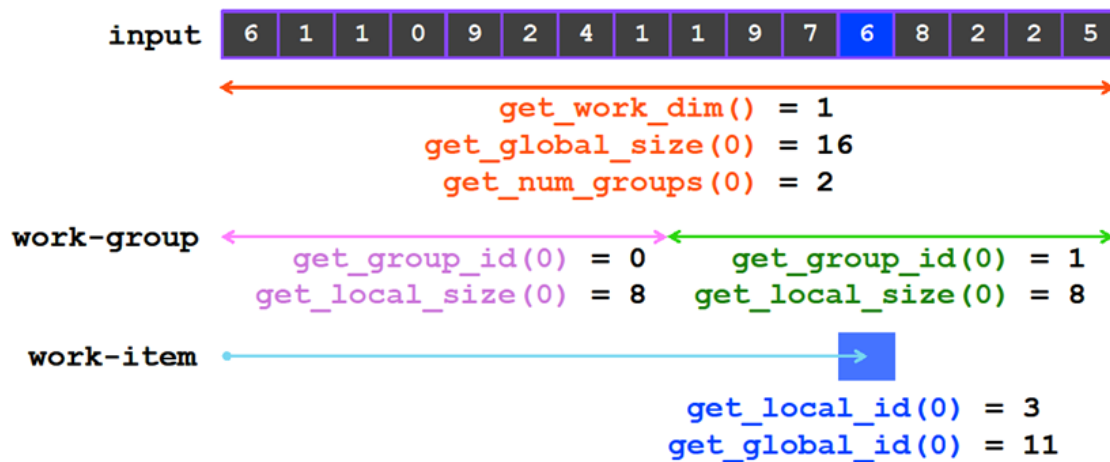 input 6 1 1 0 9 2 4 1 1 9 7 6 8 2 2 5
get_work_dim() = 1
get_global_size(0) = 16
get_num_groups(0) = 2
work-group
get_group_id(0) = 0 get_group_id(0) = 1
get_local_size(0) = 8 get_local_size(0) = 8
work-item
get_local_id(0) = 3
get_global_id(0) = 11